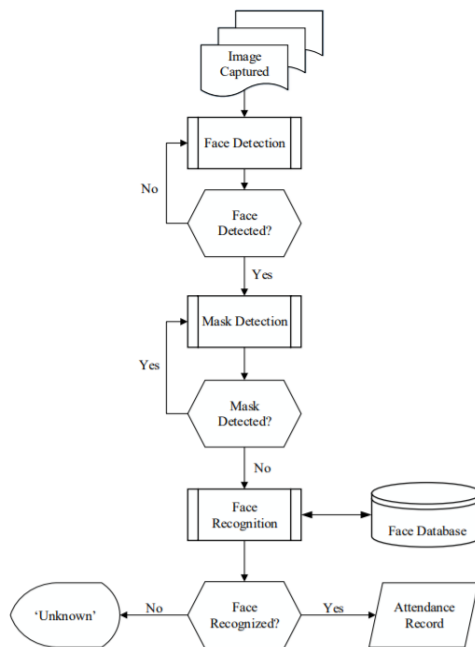 Image
Captured
Face Detection
No
Face
Detected?
Yes
Mask Detection
Yes
Mask
Detected?
No
Face
Recognition
Face Database
‘Unknown’
No
Face
Recognized?
Yes
Attendance
Record